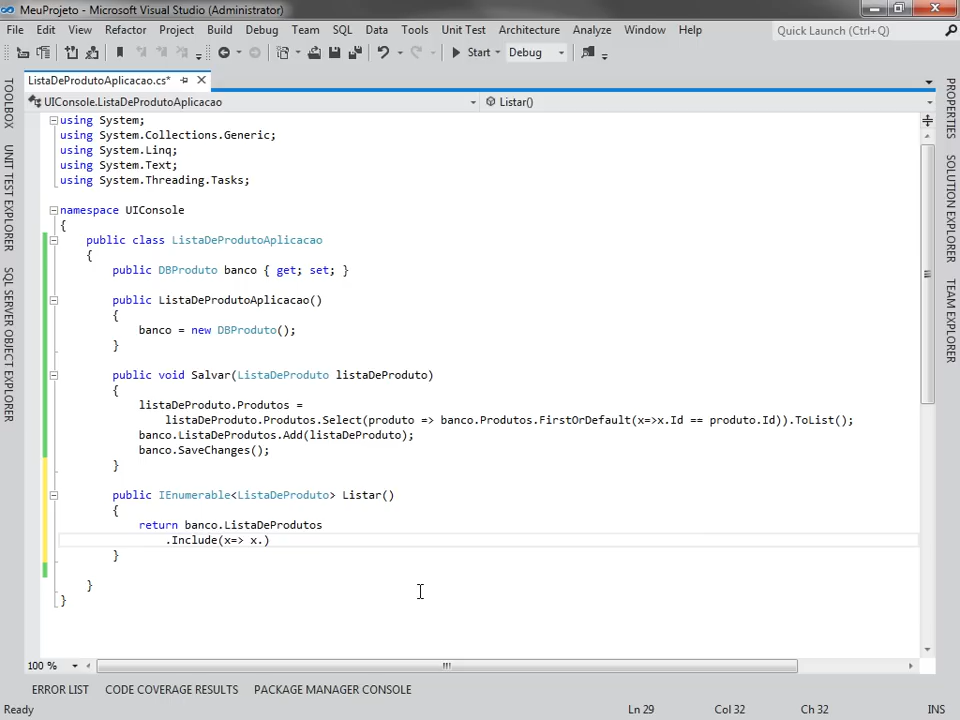 MeuProjeto - Microsoft Visual Studio (Administrator)
File Edit View Refactor Project Build Debug Team SQL Data Tools Unit Test Architecture Analyze Window Help
Quick Launch (Ctrl+Q)
Start Debug
ListaDeProdutoAplicacao.cs*
UIConsole.ListaDeProdutoAplicacao
Listar()
using System;
using System.Collections.Generic;
using System.Linq;
using System.Text;
using System.Threading.Tasks;
namespace UIConsole
{
public class ListaDeProdutoAplicacao
{
public DBProduto banco { get; set; }
public ListaDeProdutoAplicacao()
{
banco = new DBProduto();
}
public void Salvar(ListaDeProduto listaDeProduto)
{
listaDeProduto.Produtos =
listaDeProduto.Produtos.Select(produto => banco.Produtos.FirstOrDefault(x=>x.Id == produto.Id)).ToList();
banco.ListaDeProdutos.Add(listaDeProduto);
banco.SaveChanges();
}
public IEnumerable<ListaDeProduto> Listar()
{
return banco.ListaDeProdutos
.Include(x=> x.)
}
}
}
TOOLBOX
UNIT TEST EXPLORER
SQL SERVER OBJECT EXPLORER
PROPERTIES
SOLUTION EXPLORER
TEAM EXPLORER
100 %
ERROR LIST CODE COVERAGE RESULTS PACKAGE MANAGER CONSOLE
Ready Ln 29 Col 32 Ch 32 INS